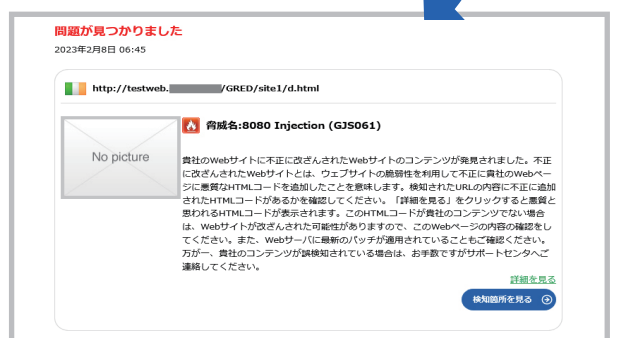 問題が見つかりました
2023年2月8日 06:45
http://testweb. /GRED/site1/d.html
脅威名:8080 Injection (GJS061)
No picture
貴社のWebサイトに不正に改ざんされたWebサイトのコンテンツが発見されました。不正
に改ざんされたWebサイトとは、ウェブサイトの脆弱性を利用して不正に貴社のWebペー
ジに悪質なHTMLコードを追加したことを意味します。検知されたURLの内容に不正に追加
されたHTMLコードがあるかを確認してください。「詳細を見る」をクリックすると悪質と
思われるHTMLコードが表示されます。このHTMLコードが貴社のコンテンツでない場合
は、Webサイトが改ざんされた可能性がありますので、このWebページの内容の確認をし
てください。また、Webサーバに最新のパッチが適用されていることもご確認ください。
万が一、貴社のコンテンツが誤検知されている場合は、お手数ですがサポートセンタへご
連絡してください。
詳細を見る
検知箇所を見る